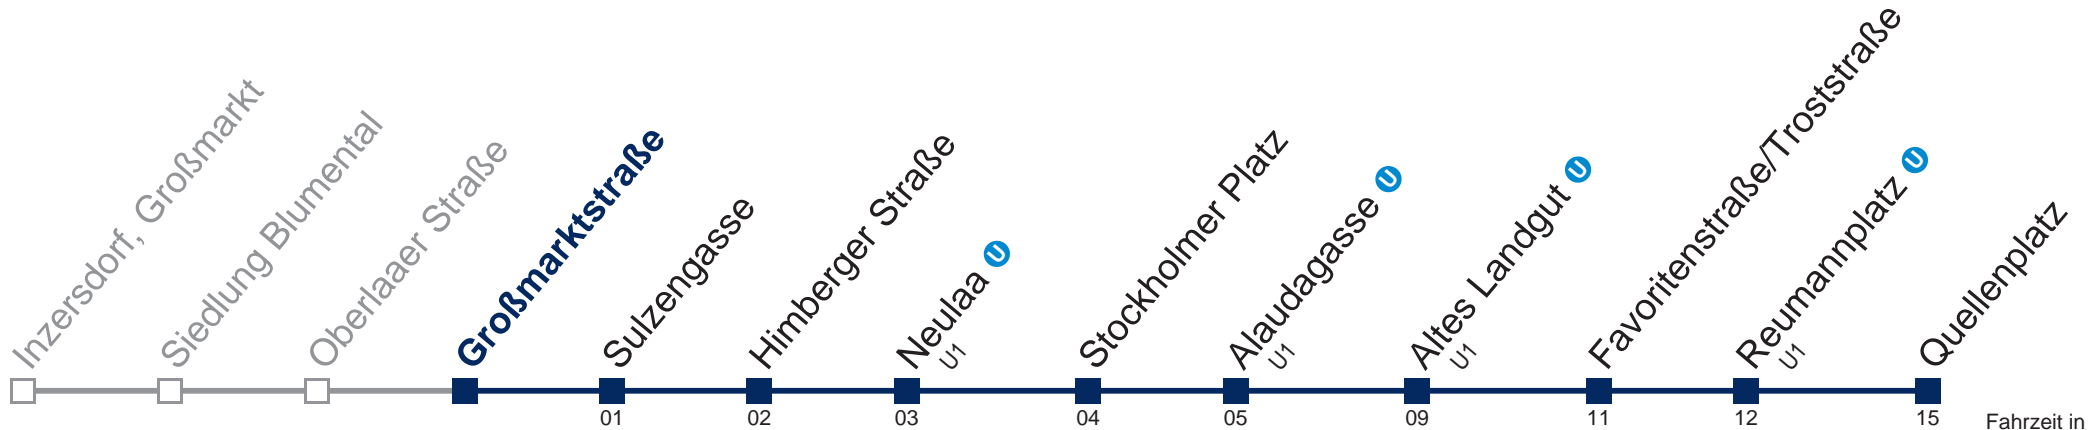 Inzersdorf, Großmarkt
Siedlung Blumental
Oberlaaer Straße
Großmarktstraße
Sulzengasse
Himberger Straße
Neulaa U
U1
Stockholmer Platz
Alaudagasse U
U1
Altes Landgut U
U1
Favoritenstraße/Troststraße
Reumannplatz U
U1
Quellenplatz
01 02 03 04 05 09 11 12 15 Fahrzeit in